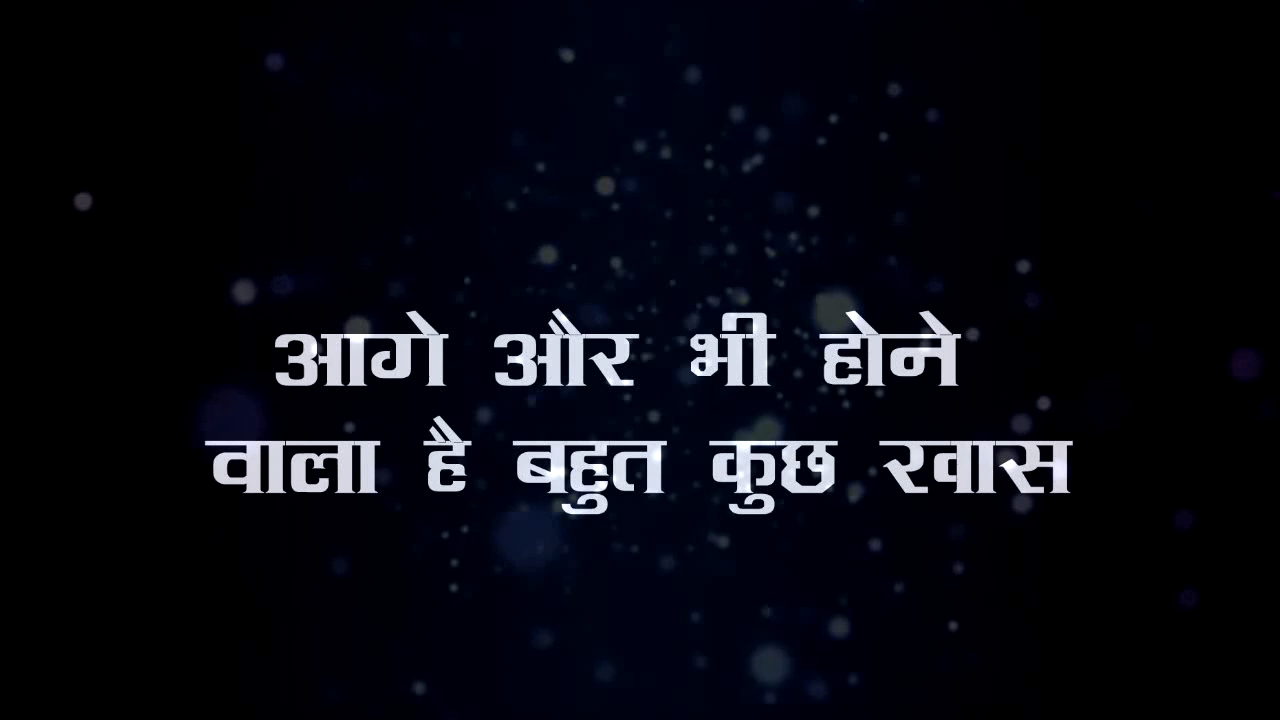 आगे और भी होने
वाला है बहुत कुछ खास